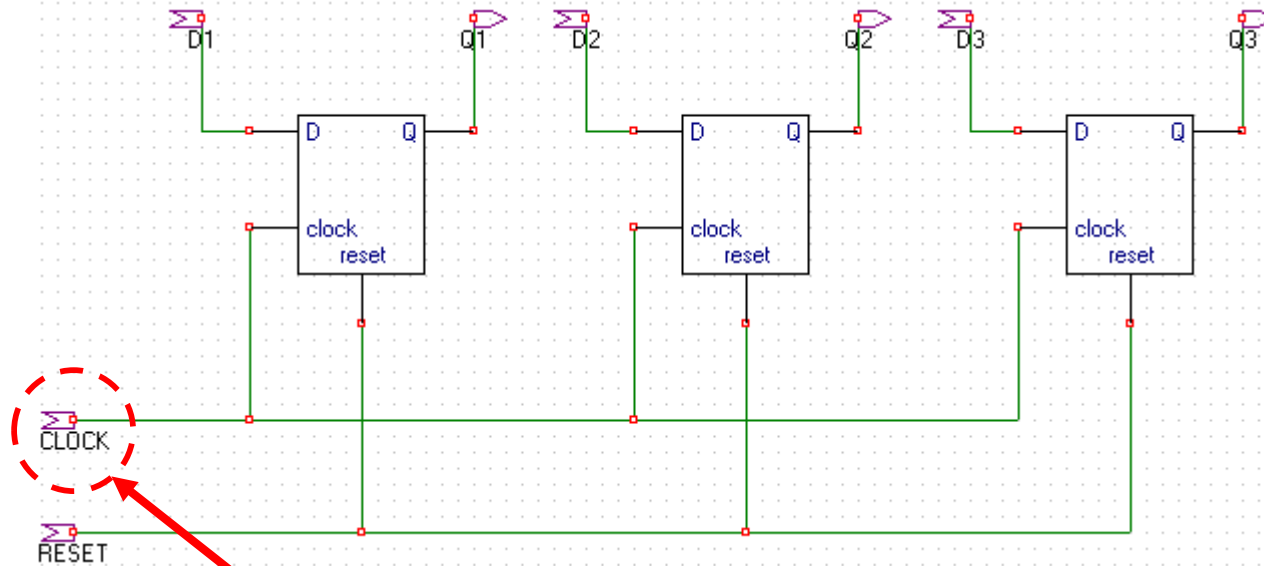 D1 Q1 D2 Q2 D3 Q3
D Q D Q D Q
clock clock clock
reset reset reset
CLOCK
RESET